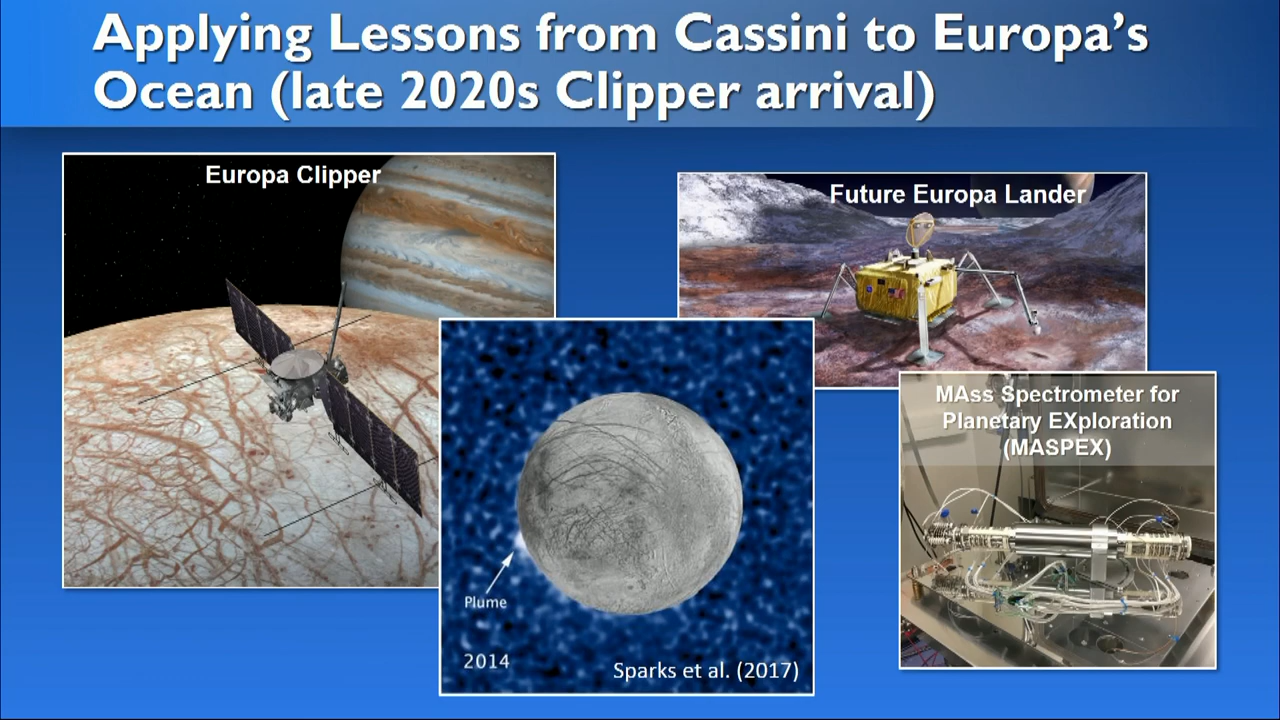 Applying Lessons from Cassini to Europa's
Ocean (late 2020s Clipper arrival)
Europa Clipper
Future Europa Lander
MAss Spectrometer for
Planetary EXploration
(MASPEX)
Plume
2014
Sparks et al. (2017)